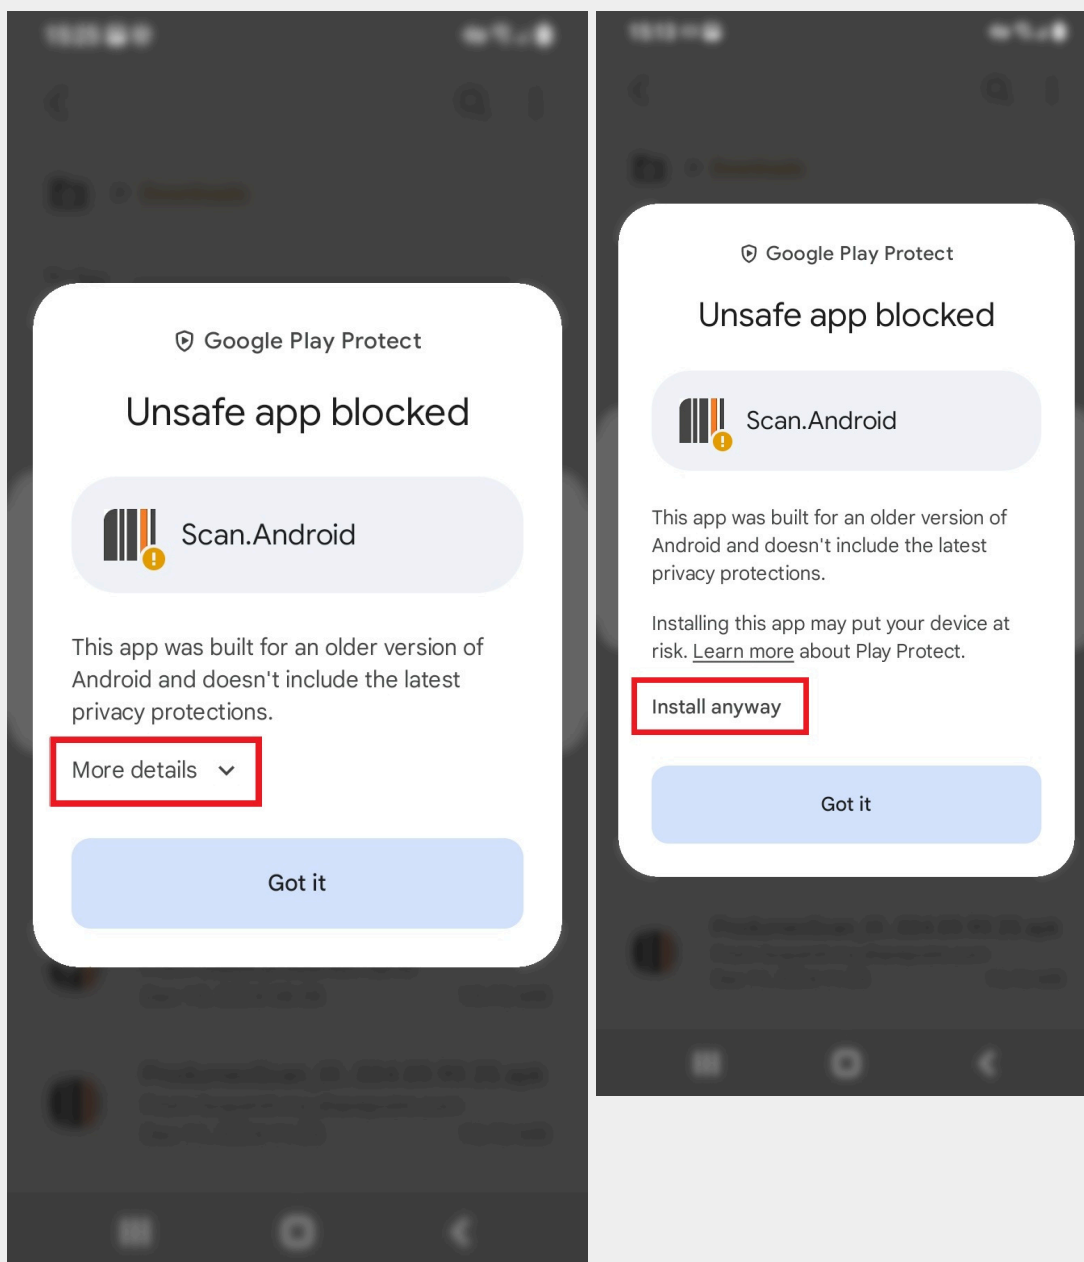 Google Play Protect
Unsafe app blocked
Scan.Android
This app was built for an older version of
Android and doesn't include the latest
privacy protections.
More details
Got it
Google Play Protect
Unsafe app blocked
Scan.Android
This app was built for an older version of
Android and doesn't include the latest
privacy protections.
Installing this app may put your device at
risk. Learn more about Play Protect.
Install anyway
Got it